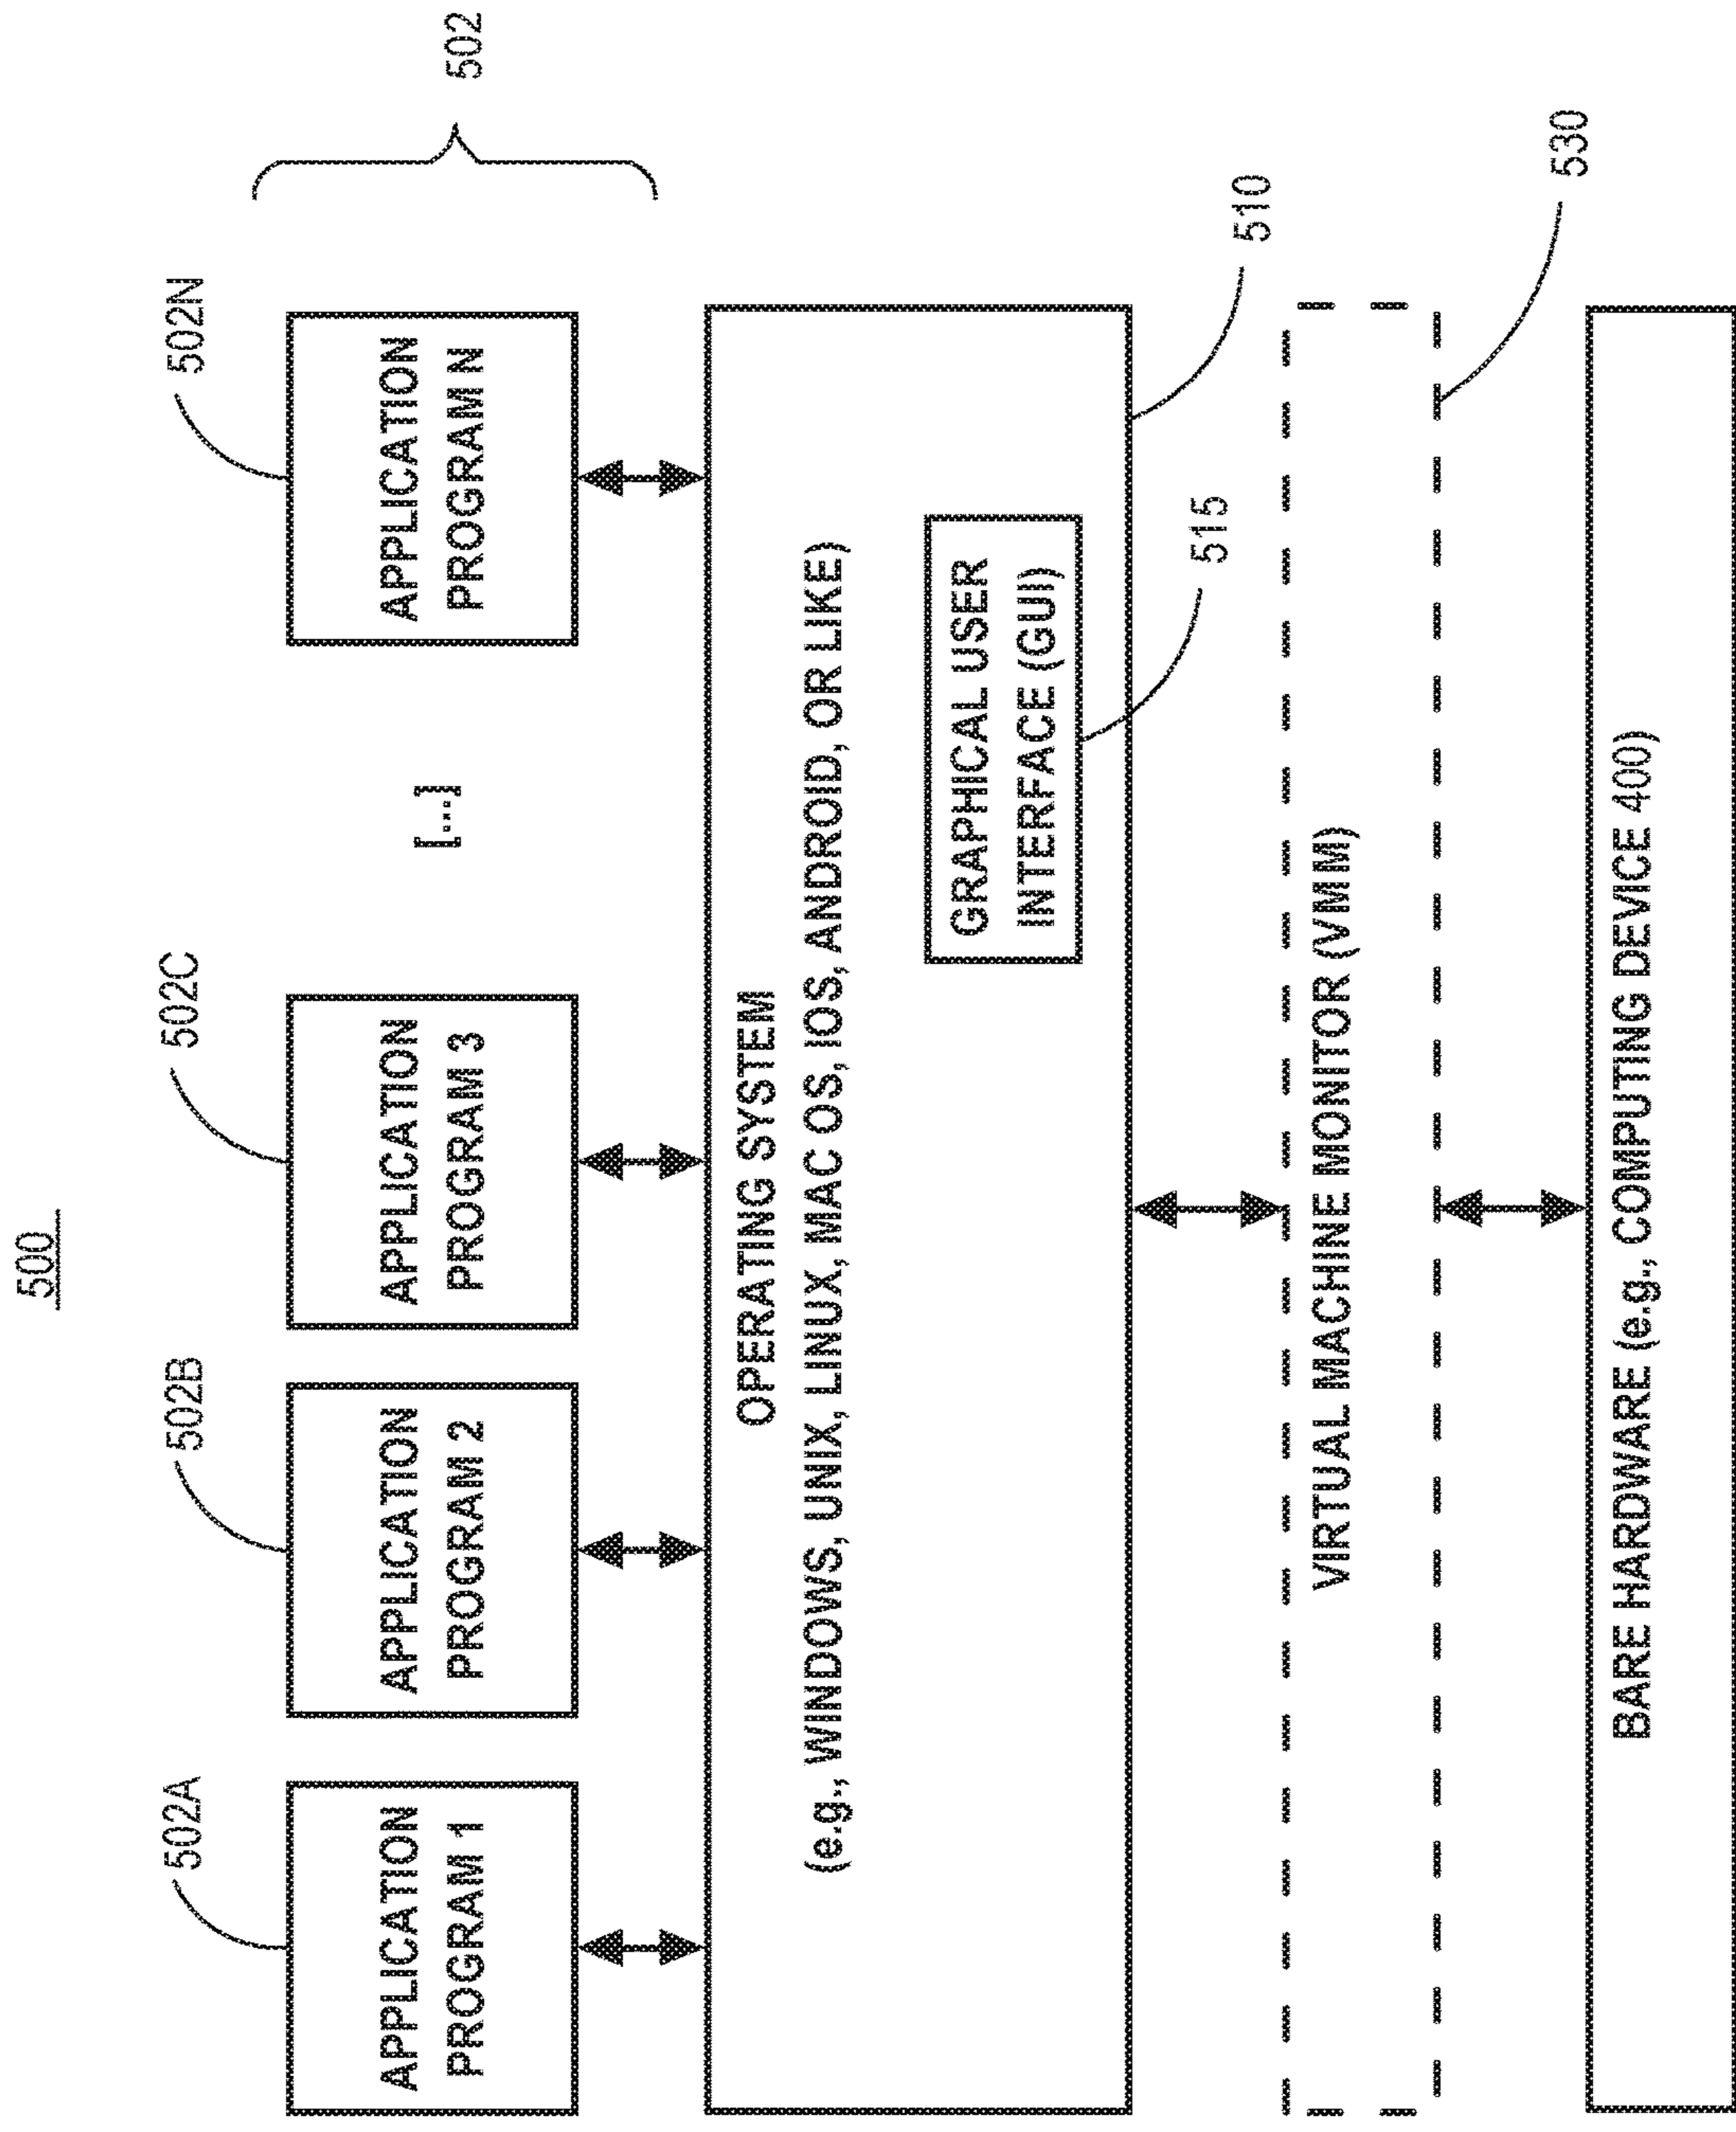 500
502A
502B
502C
502N
502
APPLICATION
PROGRAM 1
APPLICATION
PROGRAM 2
APPLICATION
PROGRAM 3
[...]
APPLICATION
PROGRAM N
OPERATING SYSTEM
(e.g., WINDOWS, UNIX, LINUX, MAC OS, IOS, ANDROID, OR LIKE)
GRAPHICAL USER
INTERFACE (GUI)
510
515
VIRTUAL MACHINE MONITOR (VMM)
530
BARE HARDWARE (e.g., COMPUTING DEVICE 400)